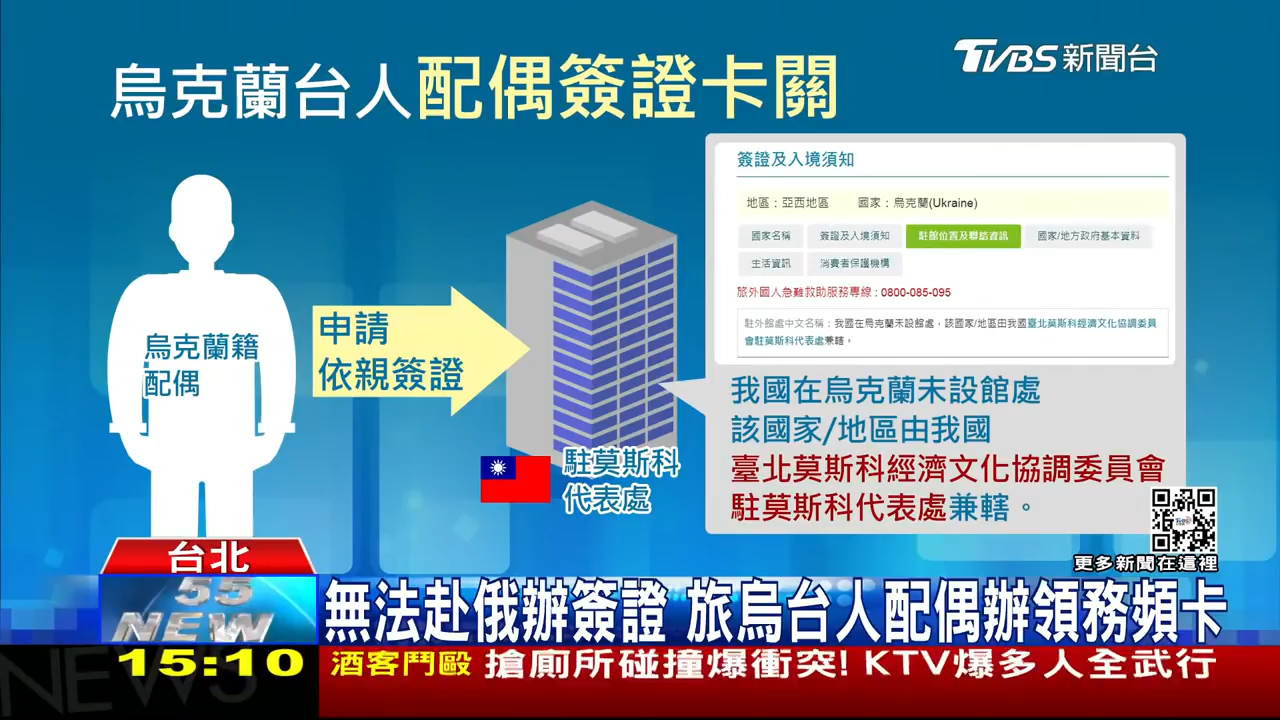 烏克蘭台人配偶簽證卡關
TVBS新聞台
簽證及入境須知
地區：亞西地區 國家：烏克蘭(Ukraine)
國家名稱 簽證及入境須知 駐館位置及聯絡資訊 國家/地方政府基本資料
生活資訊 消費者保護機構
旅外國人急難救助服務專線：0800-085-095
駐外館處中文名稱：我國在烏克蘭未設館處，該國家/地區由我國臺北莫斯科經濟文化協調委員
會駐莫斯科代表處兼轄。
烏克蘭籍
配偶
申請
依親簽證
駐莫斯科
代表處
我國在烏克蘭未設館處
該國家/地區由我國
臺北莫斯科經濟文化協調委員會
駐莫斯科代表處兼轄。
更多新聞在這裡
台北
55
NEW
無法赴俄辦簽證 旅烏台人配偶辦領務頻卡
NEWS
15:10
酒客鬥毆 搶廁所碰撞爆衝突! KTV爆多人全武行